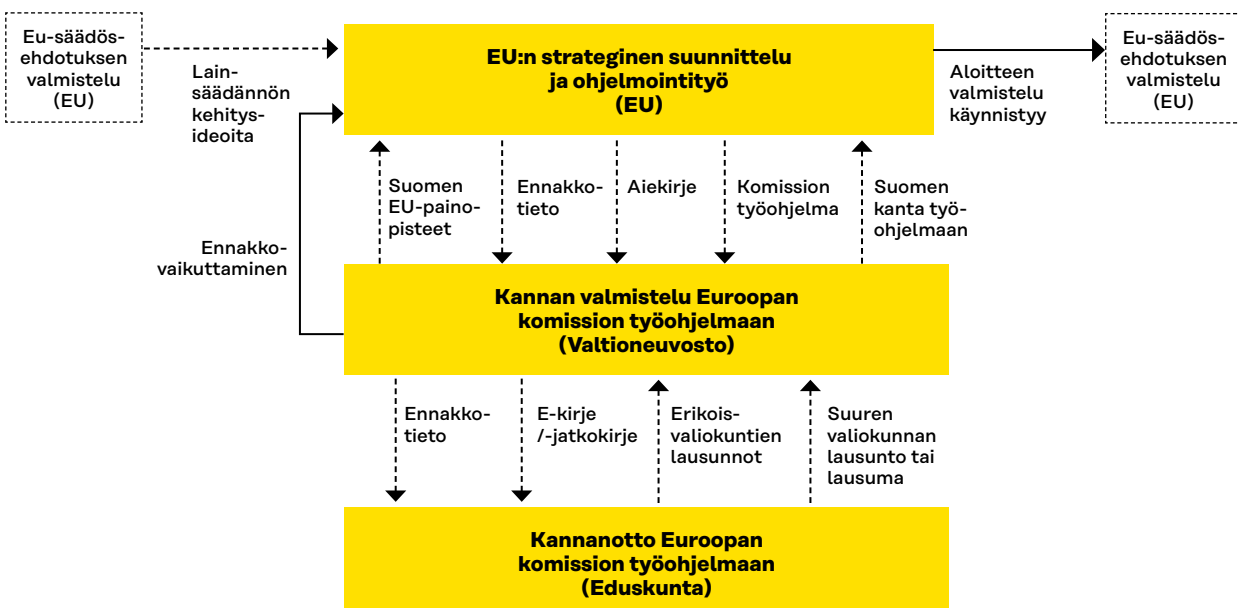 Eu-säädös-
ehdotuksen
valmistelu
(EU)
Lain-
säädännön
kehitys-
ideoita
EU:n strateginen suunnittelu
ja ohjelmointityö
(EU)
Aloitteen
valmistelu
käynnistyy
Eu-säädös-
ehdotuksen
valmistelu
(EU)
Ennakko-
vaikuttaminen
Suomen
EU-paino-
pisteet
Ennakko-
tieto
Aiekirje
Komission
työohjelma
Suomen
kanta työ-
ohjelmaan
Kannan valmistelu Euroopan
komission työohjelmaan
(Valtioneuvosto)
Ennakko-
tieto
E-kirje
/-jatkokirje
Erikois-
valiokuntien
lausunnot
Suuren
valiokunnan
lausunto tai
lausuma
Kannanotto Euroopan
komission työohjelmaan
(Eduskunta)